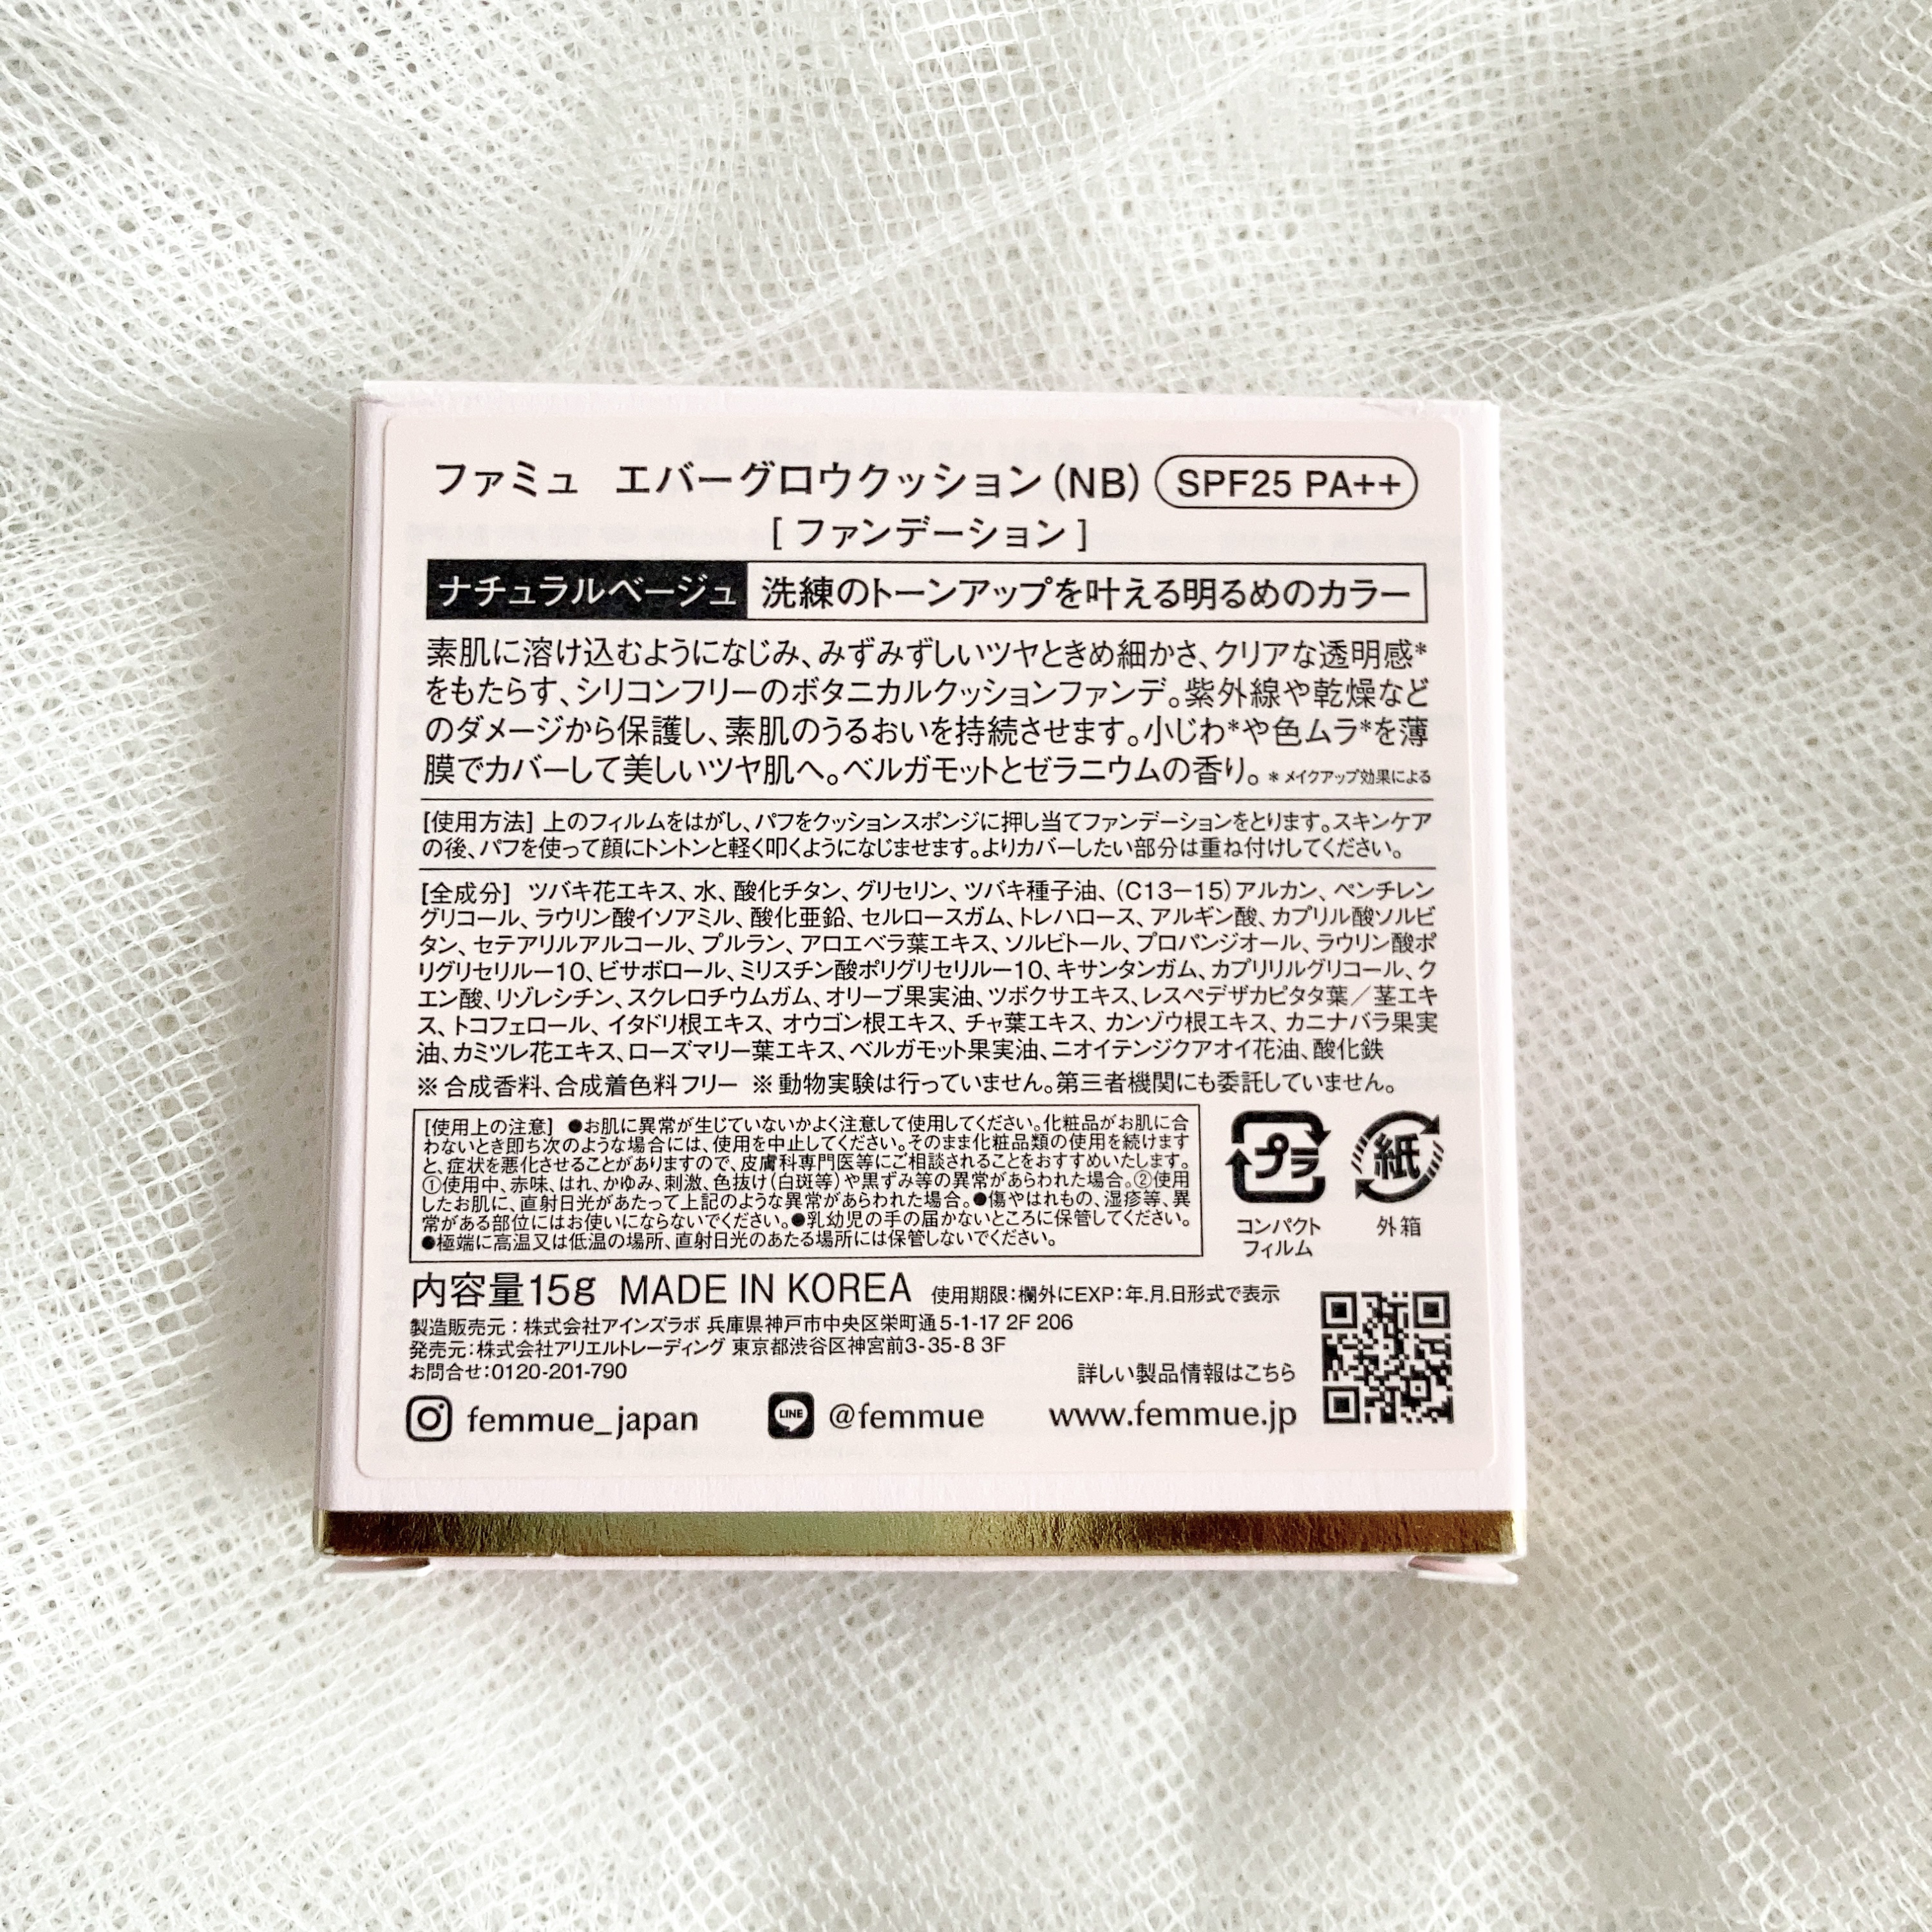 ファミュ エバーグロウクッション(NB) SPF25 PA++
[ ファンデーション ]
ナチュラルベージュ 洗練のトーンアップを叶える明るめのカラー
素肌に溶け込むようになじみ、みずみずしいツヤときめ細かさ、クリアな透明感*
をもたらす、シリコンフリーのボタニカルクッションファンデ。紫外線や乾燥など
のダメージから保護し、素肌のうるおいを持続させます。小じわ*や色ムラ*を薄
膜でカバーして美しいツヤ肌へ。ベルガモットとゼラニウムの香り。 *メイクアップ効果による
[使用方法] 上のフィルムをはがし、パフをクッションスポンジに押し当てファンデーションをとります。スキンケア
の後、パフを使って顔にトントンと軽く叩くようになじませます。よりカバーしたい部分は重ね付けしてください。
[全成分] ツバキ花エキス、水、酸化チタン、グリセリン、ツバキ種子油、(C13−15)アルカン、ペンチレン
グリコール、ラウリン酸イソアミル、酸化亜鉛、セルロースガム、トレハロース、アルギン酸、カプリル酸ソルビ
タン、セテアリルアルコール、プルラン、アロエベラ葉エキス、ソルビトール、プロパンジオール、ラウリン酸ポ
リグリセリルー10、ビサボロール、ミリスチン酸ポリグリセリルー10、キサンタンガム、カプリリルグリコール、ク
エン酸、リゾレシチン、スクレロチウムガム、オリーブ果実油、ツボクサエキス、レスペデザカピタタ葉／茎エキ
ス、トコフェロール、イタドリ根エキス、オウゴン根エキス、チャ葉エキス、カンゾウ根エキス、カニナバラ果実
油、カミツレ花エキス、ローズマリー葉エキス、ベルガモット果実油、ニオイテンジクアオイ花油、酸化鉄
※合成香料、合成着色料フリー ※動物実験は行っていません。第三者機関にも委託していません。
[使用上の注意] ●お肌に異常が生じていないかよく注意して使用してください。化粧品がお肌に合
わないとき即ち次のような場合には、使用を中止してください。そのまま化粧品類の使用を続けます
と、症状を悪化させることがありますので、皮膚科専門医等にご相談されることをおすすめいたします。
①使用中、赤味、はれ、かゆみ、刺激、色抜け(白斑等)や黒ずみ等の異常があらわれた場合。②使用
したお肌に、直射日光があたって上記のような異常があらわれた場合。●傷やはれもの、湿疹等、異
常がある部位にはお使いにならないでください。●乳幼児の手の届かないところに保管してください。
●極端に高温又は低温の場所、直射日光のあたる場所には保管しないでください。
プラ
コンパクト
フィルム
紙
外箱
内容量15g MADE IN KOREA 使用期限:欄外にEXP:年.月.日形式で表示
製造販売元:株式会社アインズラボ 兵庫県神戸市中央区栄町通5-1-17 2F 206
発売元:株式会社アリエルトレーディング 東京都渋谷区神宮前3-35-8 3F
お問合せ:0120-201-790
詳しい製品情報はこちら
femmue_japan LINE @femmue www.femmue.jp